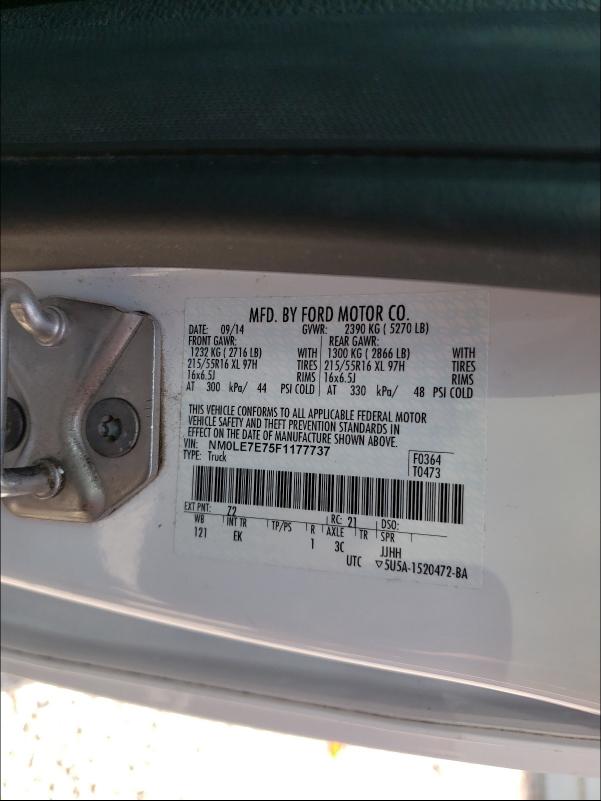 MFD. BY FORD MOTOR CO.
DATE: 09/14 GVWR: 2390 KG ( 5270 LB)
FRONT GAWR: REAR GAWR:
1232 KG ( 2716 LB) WITH 1300 KG ( 2866 LB) WITH
215/55R16 XL 97H TIRES 215/55R16 XL 97H TIRES
16x6.5J RIMS 16x6.5J RIMS
AT 300 kPa/ 44 PSI COLD AT 330 kPa/ 48 PSI COLD
THIS VEHICLE CONFORMS TO ALL APPLICABLE FEDERAL MOTOR
VEHICLE SAFETY AND THEFT PREVENTION STANDARDS IN
EFFECT ON THE DATE OF MANUFACTURE SHOWN ABOVE.
VIN: NM0LE7E75F1177737 F0364
TYPE: Truck T0473
EXT PNT: Z2 RC: 21 DSO:
WB INT TR TP/PS R AXLE TR SPR
121 EK 1 3C JJHH
UTC ▽5U5A-1520472-BA